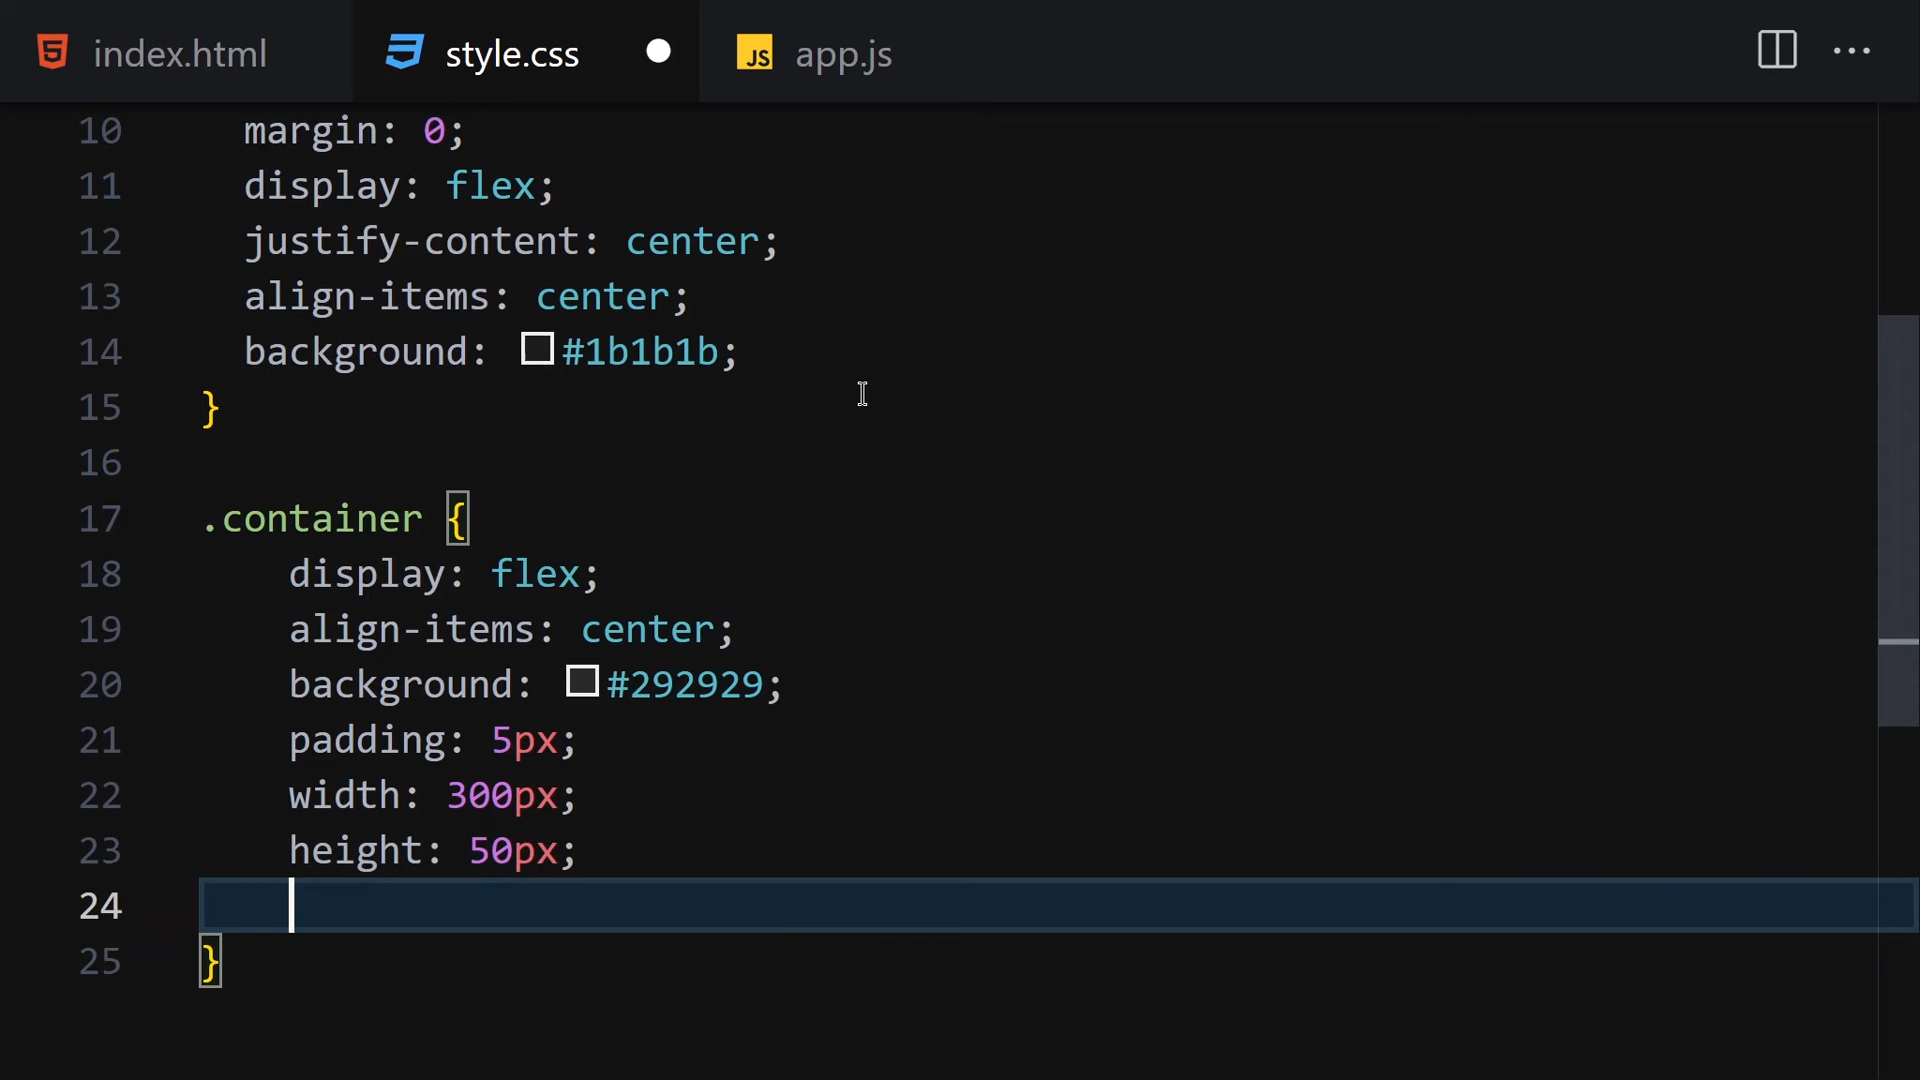 index.html style.css app.js
10 margin: 0;
11 display: flex;
12 justify-content: center;
13 align-items: center;
14 background: #1b1b1b;
15 }
16
17 .container {
18 display: flex;
19 align-items: center;
20 background: #292929;
21 padding: 5px;
22 width: 300px;
23 height: 50px;
24
25 }